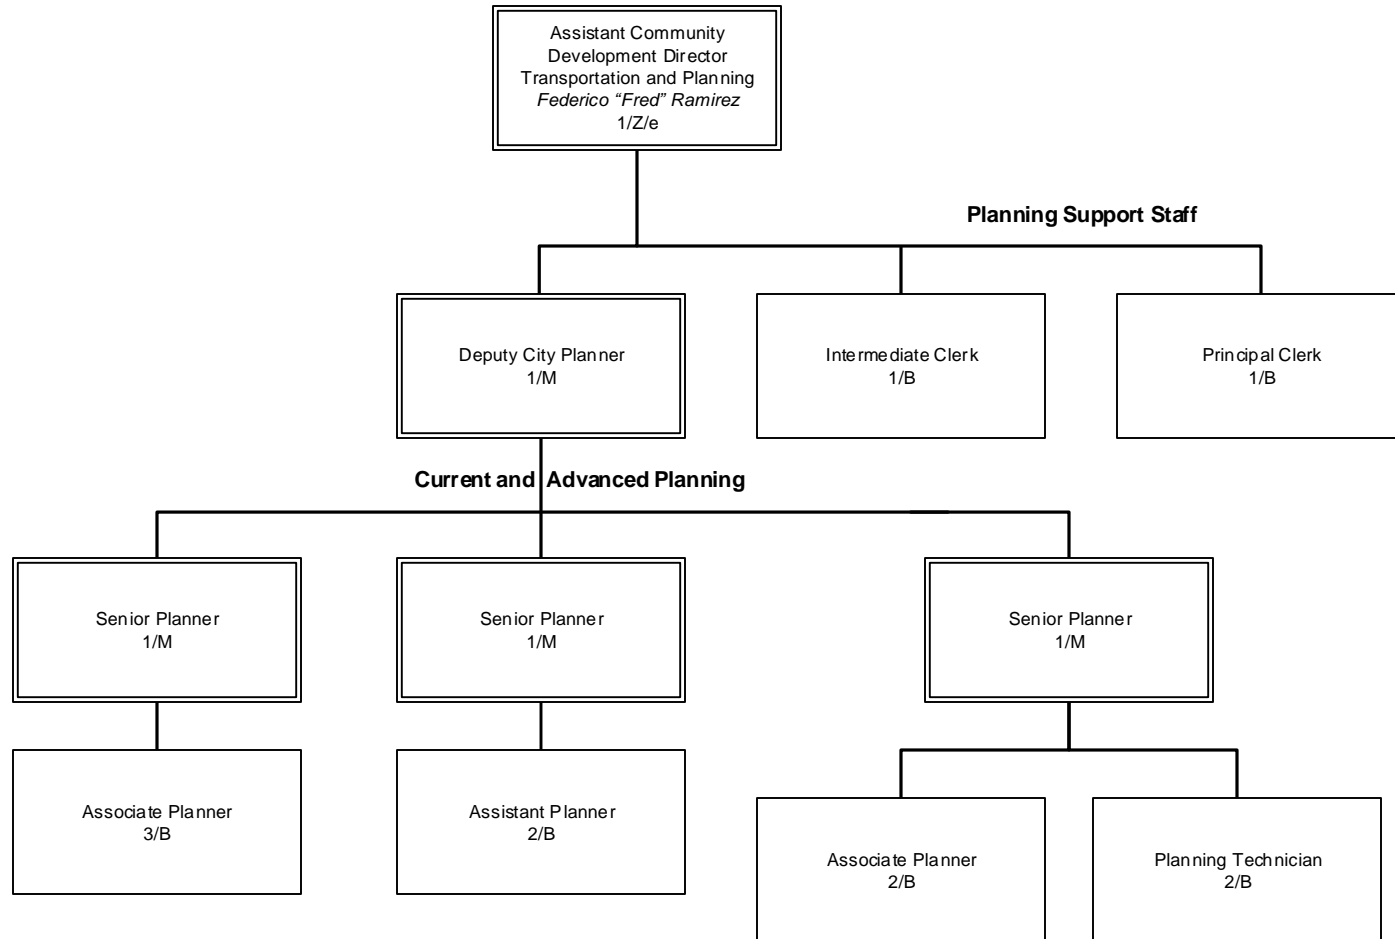 Assistant Community
Development Director
Transportation and Planning
Federico “Fred” Ramirez
1/Z/e
Planning Support Staff
Deputy City Planner
1/M
Intermediate Clerk
1/B
Principal Clerk
1/B
Current and Advanced Planning
Senior Planner
1/M
Senior Planner
1/M
Senior Planner
1/M
Associate Planner
3/B
Assistant Planner
2/B
Associate Planner
2/B
Planning Technician
2/B